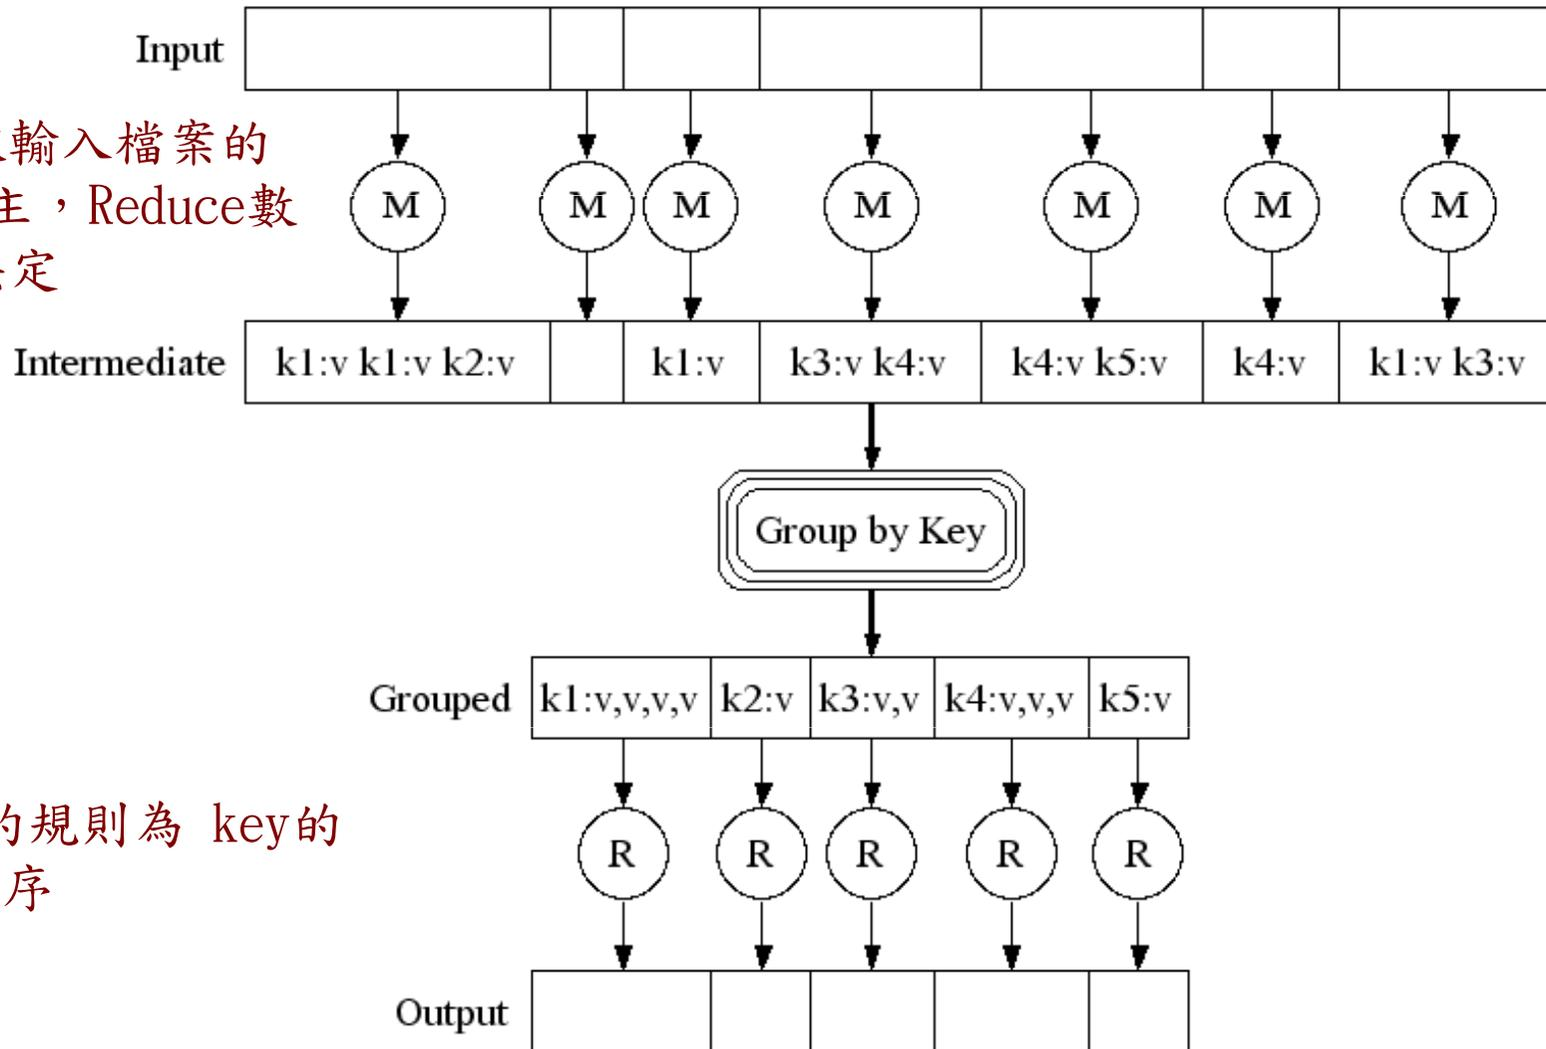 Input
輸入檔案的
主，Reduce數
定
M M M M M M M
Intermediate k1:v k1:v k2:v k1:v k3:v k4:v k4:v k5:v k4:v k1:v k3:v
Group by Key
Grouped k1:v,v,v,v k2:v k3:v,v k4:v,v,v k5:v
的規則為 key的
序
R R R R R
Output